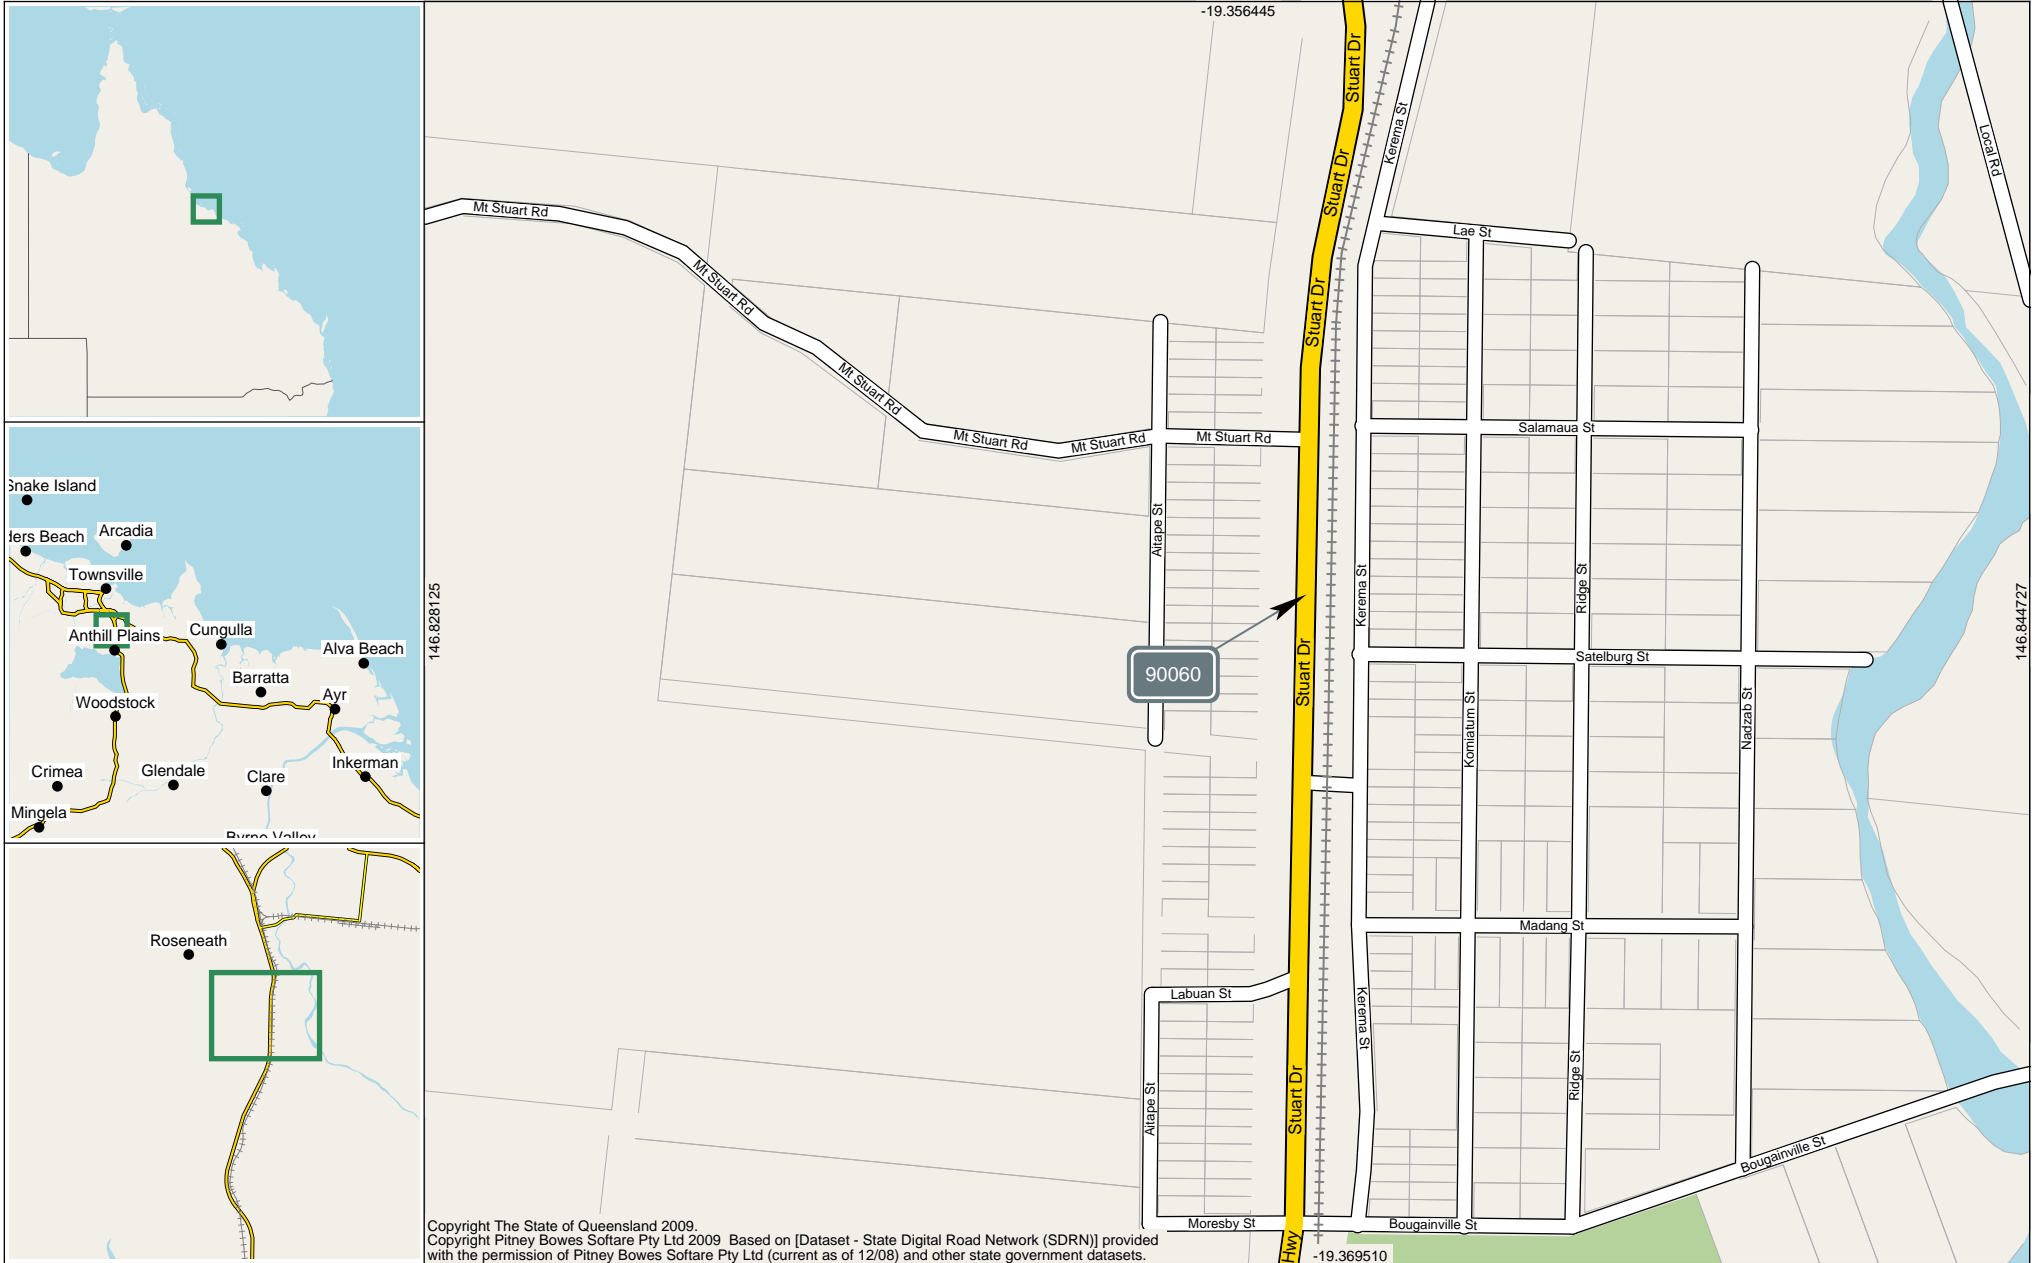 -19.356445
Stuart Dr
Kerema St
Local Rd
Mt Stuart Rd
Stuart Dr
Lae St
Mt Stuart Rd
Stuart Dr
Mt Stuart Rd
Mt Stuart Rd
Mt Stuart Rd
Mt Stuart Rd
Salamaua St
Aitape St
Kerema St
Ridge St
146.828125
146.844727
90060
Stuart Dr
Satelburg St
Komiatum St
Nadzab St
Madang St
Labuan St
Kerema St
Aitape St
Stuart Dr
Ridge St
Bougainville St
Moresby St
Bougainville St
Hwy
-19.369510
Snake Island
ders Beach
Arcadia
Townsville
Anthill Plains
Cungulla
Alva Beach
Barratta
Ayr
Woodstock
Crimea
Glendale
Clare
Inkerman
Mingela
Byrne Valley
Roseneath
Copyright The State of Queensland 2009.
Copyright Pitney Bowes Softare Pty Ltd 2009 Based on [Dataset - State Digital Road Network (SDRN)] provided
with the permission of Pitney Bowes Softare Pty Ltd (current as of 12/08) and other state government datasets.